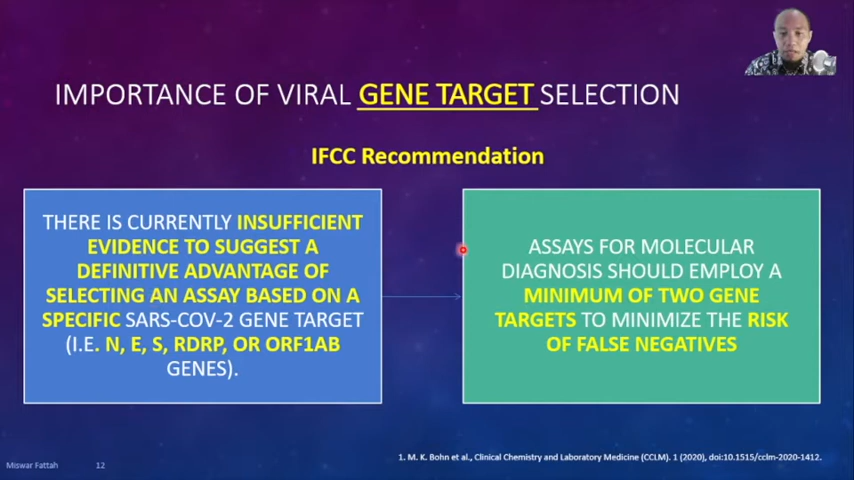 IMPORTANCE OF VIRAL GENE TARGET SELECTION
IFCC Recommendation
THERE IS CURRENTLY INSUFFICIENT
EVIDENCE TO SUGGEST A
DEFINITIVE ADVANTAGE OF
SELECTING AN ASSAY BASED ON A
SPECIFIC SARS-COV-2 GENE TARGET
(I.E. N, E, S, RDRP, OR ORF1AB
GENES).
ASSAYS FOR MOLECULAR
DIAGNOSIS SHOULD EMPLOY A
MINIMUM OF TWO GENE
TARGETS TO MINIMIZE THE RISK
OF FALSE NEGATIVES
1. M. K. Bohn et al., Clinical Chemistry and Laboratory Medicine (CCLM). 1 (2020), doi:10.1515/cclm-2020-1412.
Miswar Fattah 12